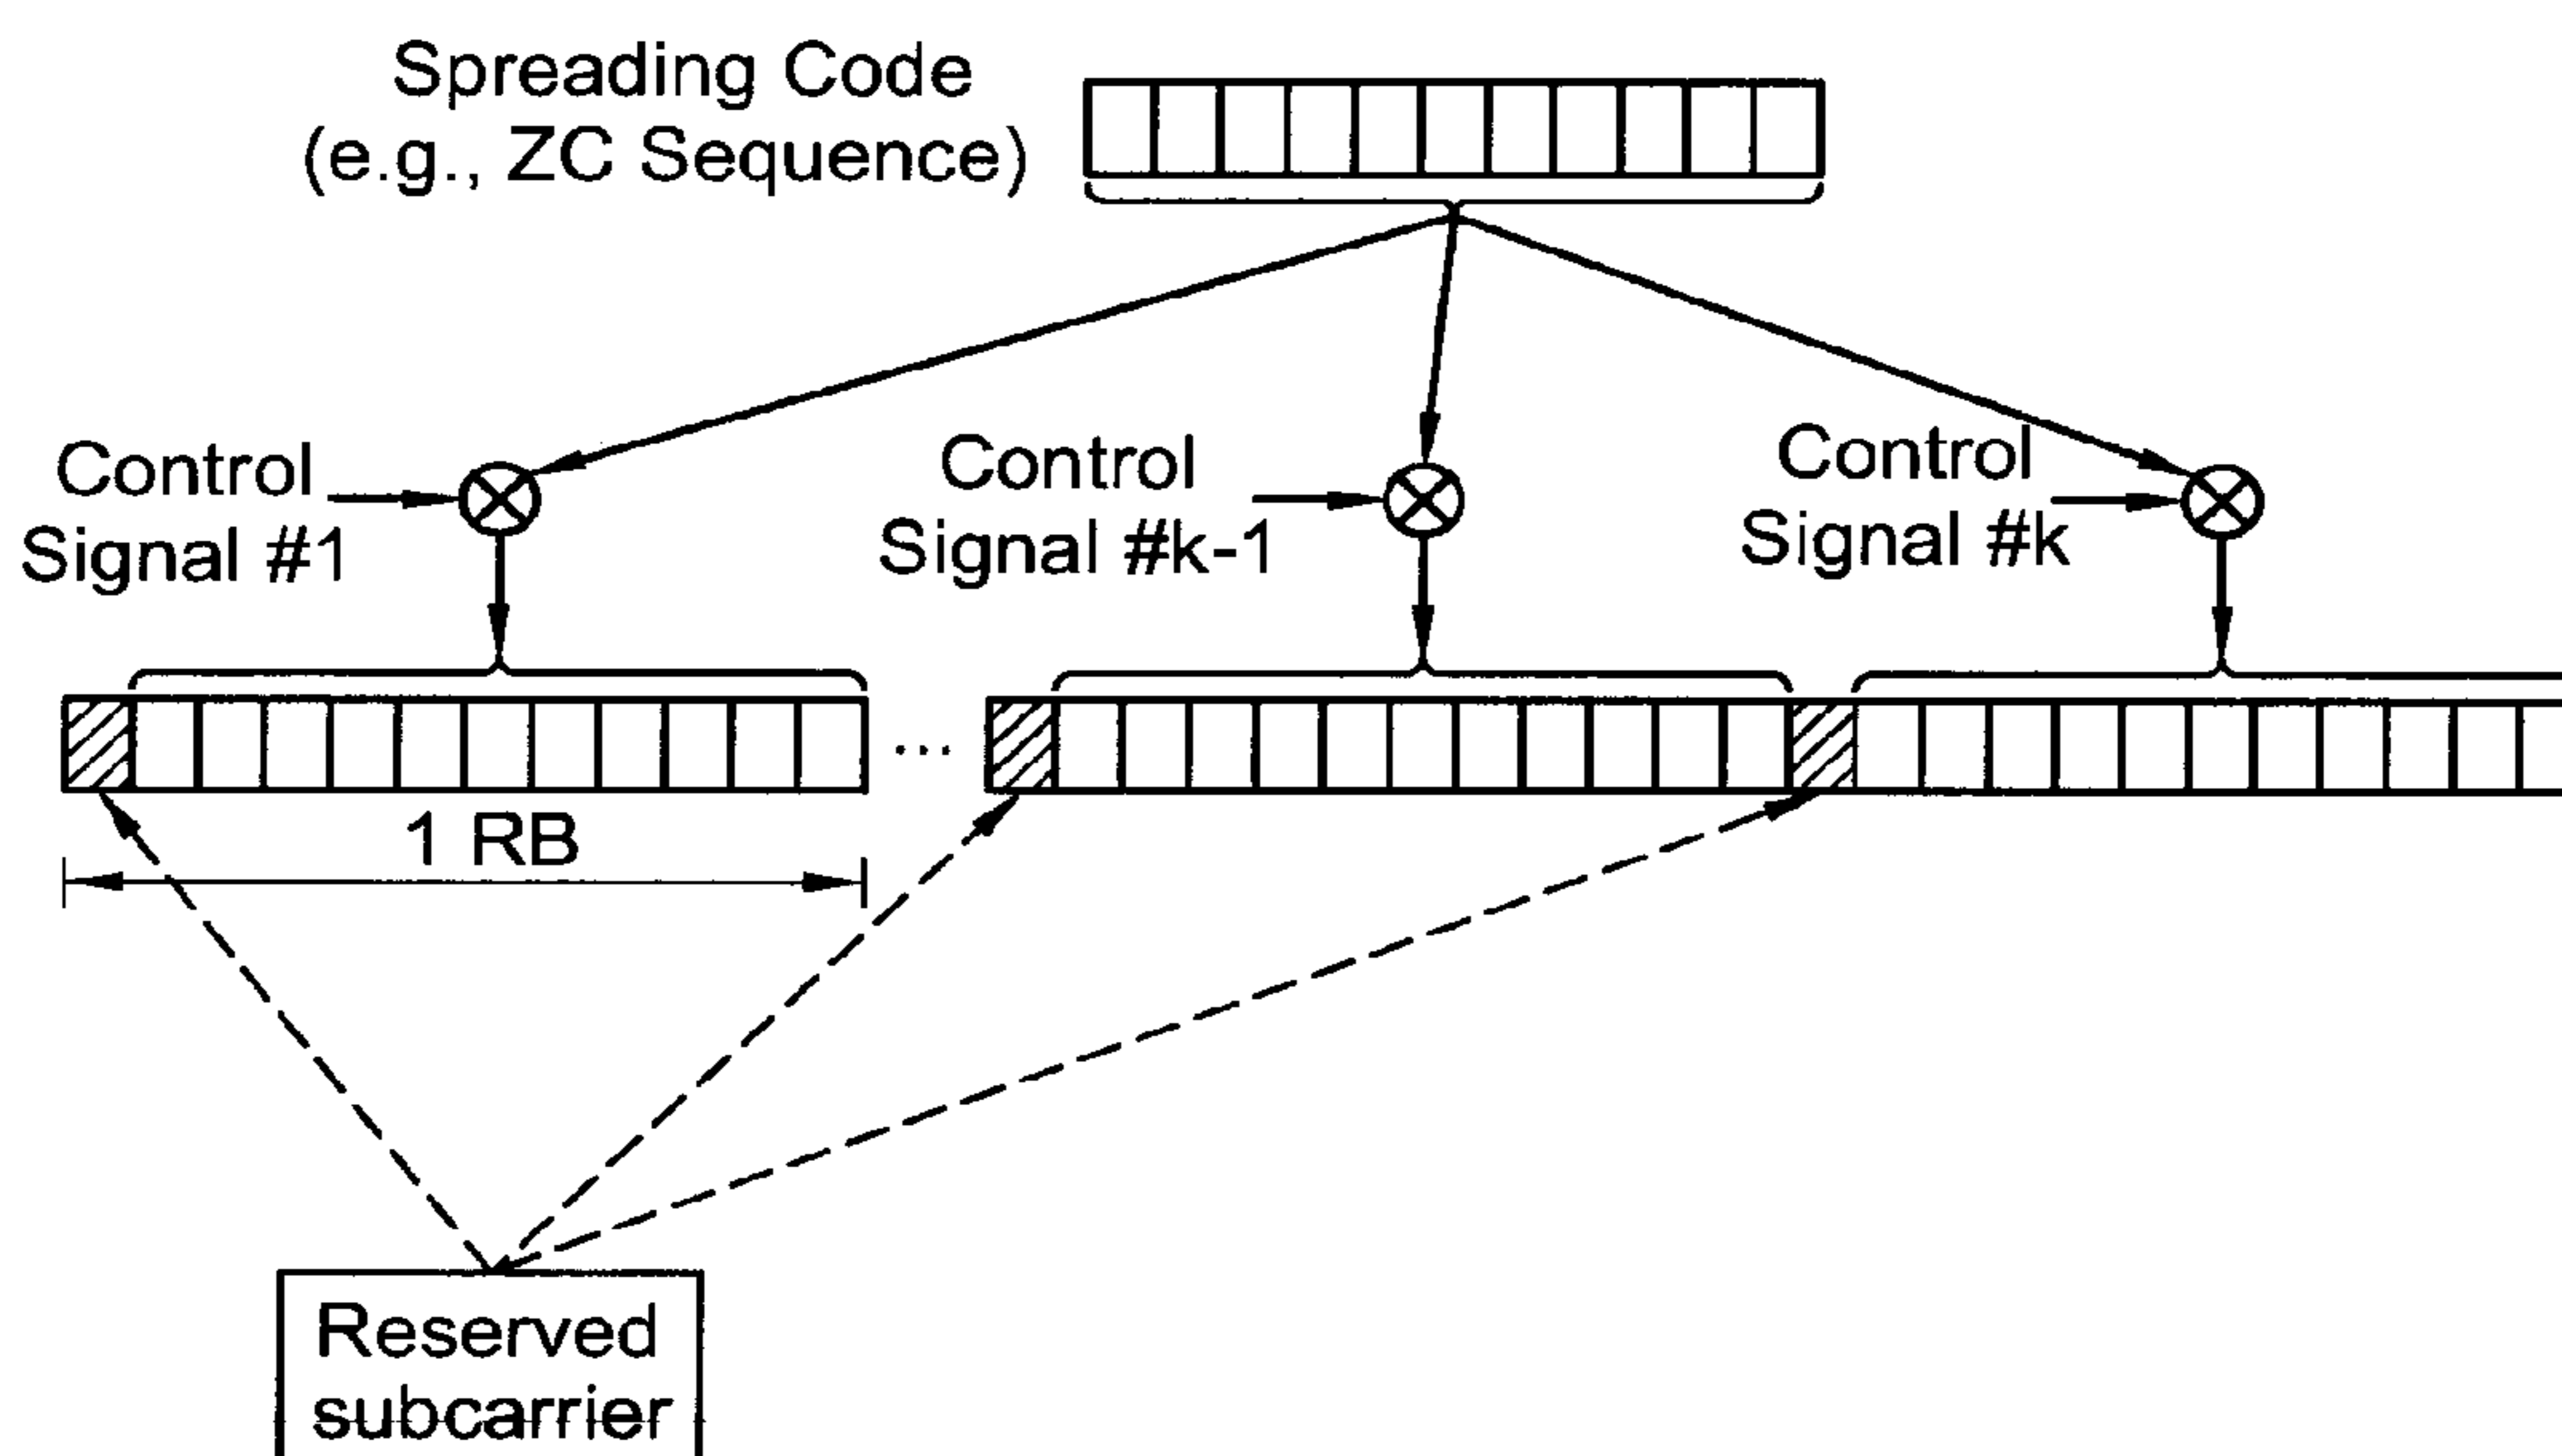 Spreading Code
(e.g., ZC Sequence)
Control
Signal #1
Control
Signal #k-1
Control
Signal #k
...
1 RB
Reserved
subcarrier